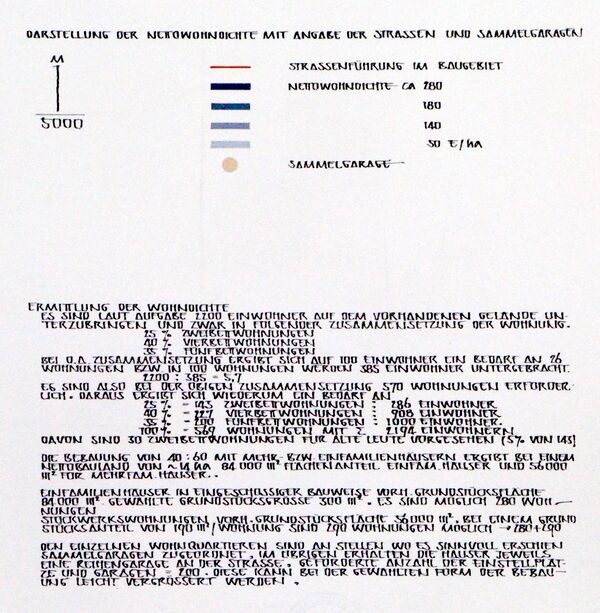 DARSTELLUNG DER NETTOWOHNDICHTE MIT ANGABE DER STRASSEN UND SAMMELGARAGEN
M
5000
STRASSENFÜHRUNG IM BAUGEBIET
NETTOWOHNDICHTE CA 280
180
140
50 E/HA
SAMMELGARAGE
ERMITTLUNG DER WOHNDICHTE
ES SIND LAUT AUFGABE 2200 EINWOHNER AUF DEM VORHANDENEN GELÄNDE UN-
TERZUBRINGEN UND ZWAR IN FOLGENDER ZUSAMMENSETZUNG DER WOHNUNG.
25 % ZWEIBETTWOHNUNGEN
40 % VIERBETTWOHNUNGEN
35 % FÜNFBETTWOHNUNGEN
BEI O.A. ZUSAMMENSETZUNG ERGIBT SICH AUF 100 EINWOHNER EIN BEDARF AN 26
WOHNUNGEN BZW. IN 100 WOHNUNGEN WERDEN 385 EINWOHNER UNTERGEBRACHT.
2200 : 385 = 5,7
ES SIND ALSO BEI DER OBIGEN ZUSAMMENSETZUNG 570 WOHNUNGEN ERFORDER-
LICH. DARAUS ERGIBT SICH WIEDERUM EIN BEDARF AN
25 % = 143 ZWEIBETTWOHNUNGEN : 286 EINWOHNER
40 % = 227 VIERBETTWOHNUNGEN : 908 EINWOHNER
35 % = 200 FÜNFBETTWOHNUNGEN : 1000 EINWOHNER.
100 % = 569 WOHNUNGEN MIT Σ 2.194 EINWOHNERN
DAVON SIND 30 ZWEIBETTWOHNUNGEN FÜR ALTE LEUTE VORGESEHEN (5% VON 143)
DIE BEBAUUNG VON 40:60 MIT MEHR- BZW. EINFAMILIENHÄUSERN ERGIBT BEI EINEM
NETTOBAULAND VON ~14 HA 84 000 M² FLÄCHENANTEIL EINFAM. HÄUSER UND 56 000
M² FÜR MEHRFAM. HÄUSER.
EINFAMILIENHÄUSER IN EINGESCHOSSIGER BAUWEISE VORH. GRUNDSTÜCKSFLÄCHE
84 000 M². GEWÄHLTE GRUNDSTÜCKSGRÖSSE 300 M². ES SIND MÖGLICH 280 WOH-
NUNGEN
STOCKWERKSWOHNUNGEN VORH. GRUNDSTÜCKSFLÄCHE 56 000 M². BEI EINEM GRUND
STÜCKSANTEIL VON 190 M²/WOHNUNG SIND 290 WOHNUNGEN MÖGLICH → 280+290
DEN EINZELNEN WOHNQUARTIEREN SIND AN STELLEN WO ES SINNVOLL ERSCHIEN
SAMMELGARAGEN ZUGEORDNET. IM ÜBRIGEN ERHALTEN DIE HÄUSER JEWEILS
EINE REIHENGARAGE AN DER STRASSE. GEFORDERTE ANZAHL DER EINSTELLPLÄT-
ZE UND GARAGEN = 200. DIESE KANN BEI DER GEWÄHLTEN FORM DER BEBAU-
UNG LEICHT VERGRÖSSERT WERDEN.